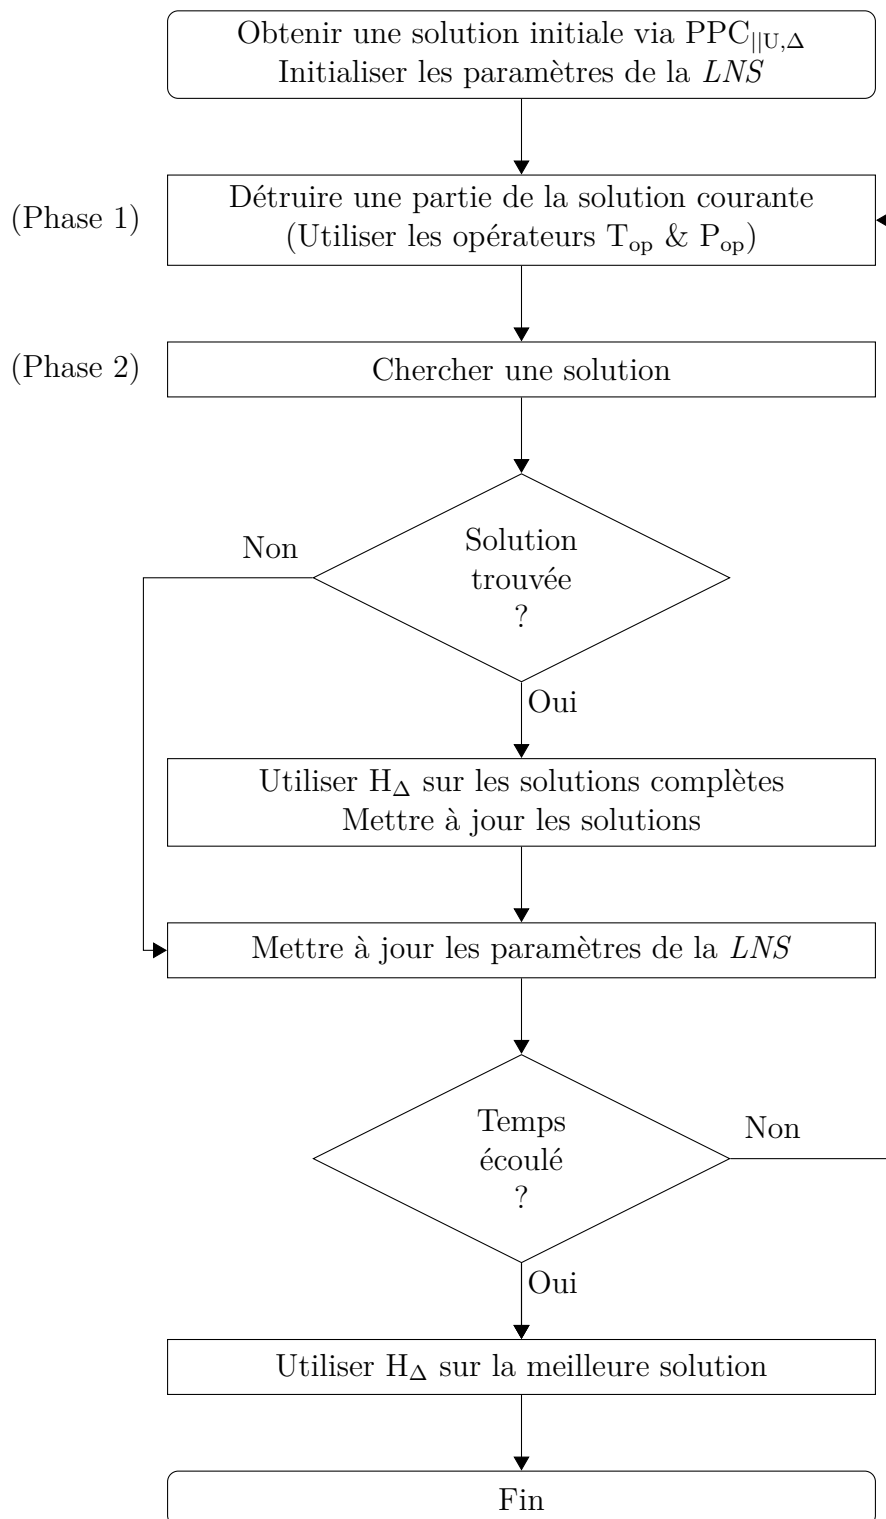 Obtenir une solution initiale via PPC||U,Δ
Initialiser les paramètres de la LNS
(Phase 1)
Détruire une partie de la solution courante
(Utiliser les opérateurs Top & Pop)
(Phase 2)
Chercher une solution
Non
Solution
trouvée
?
Oui
Utiliser HΔ sur les solutions complètes
Mettre à jour les solutions
Mettre à jour les paramètres de la LNS
Temps
écoulé
?
Non
Oui
Utiliser HΔ sur la meilleure solution
Fin